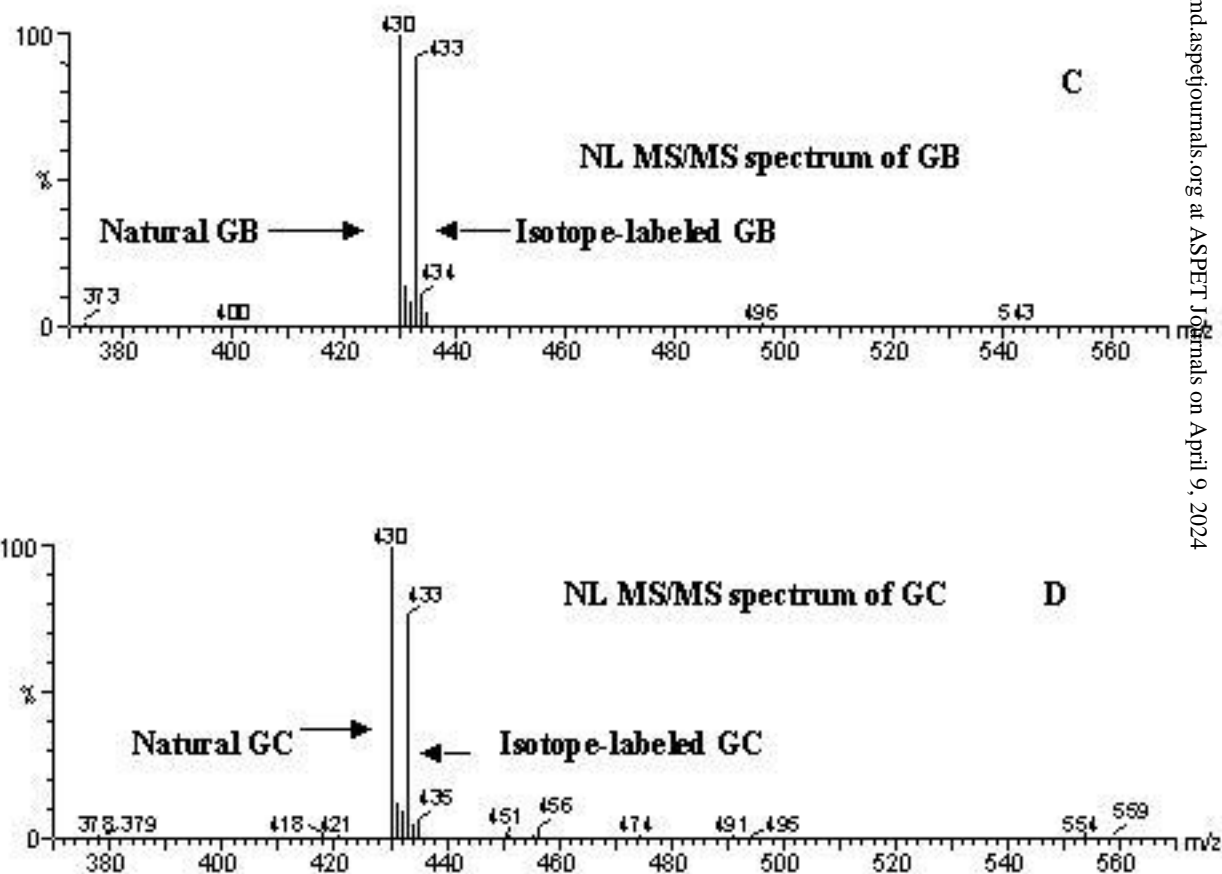 430
100
433
C
NL MS/MS spectrum of GB
%
Natural GB
Isotope-labeled GB
434
373
400
496
543
0
380 400 420 440 460 480 500 520 540 560
md.aspetjournals.org at ASPET Journals on April 9, 2024
430
100
433
NL MS/MS spectrum of GC D
%
Natural GC
Isotope-labeled GC
435
378 379 418 421 451 456 474 491 495 554 559
0 m/z
380 400 420 440 460 480 500 520 540 560